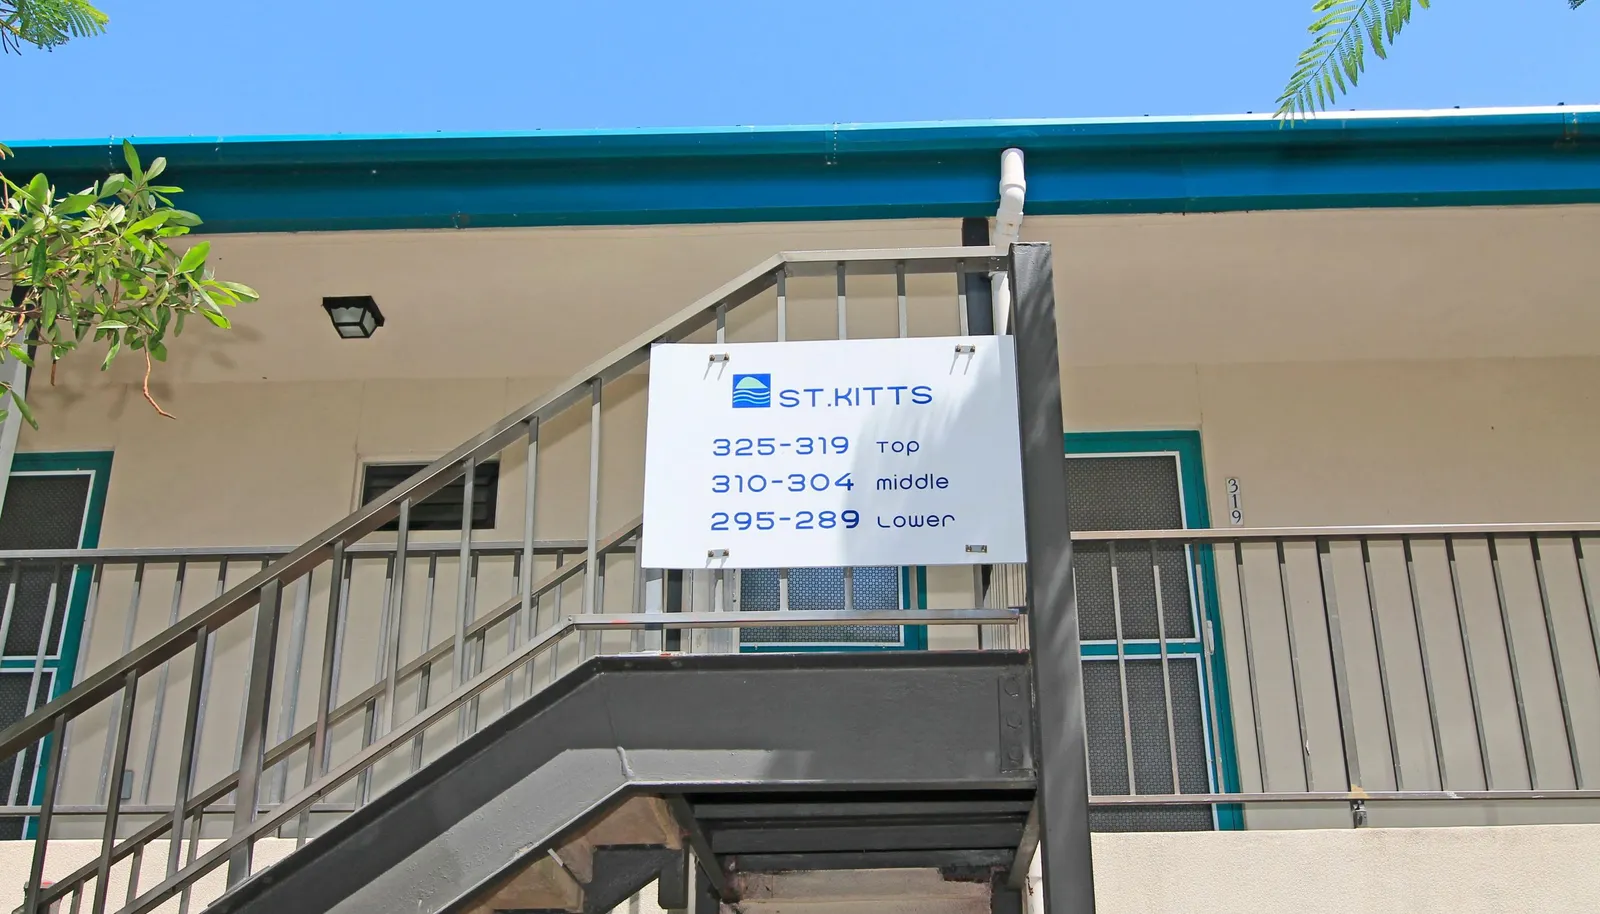 ST.KITTS
325-319 Top
310-304 middle
295-289 Lower
319